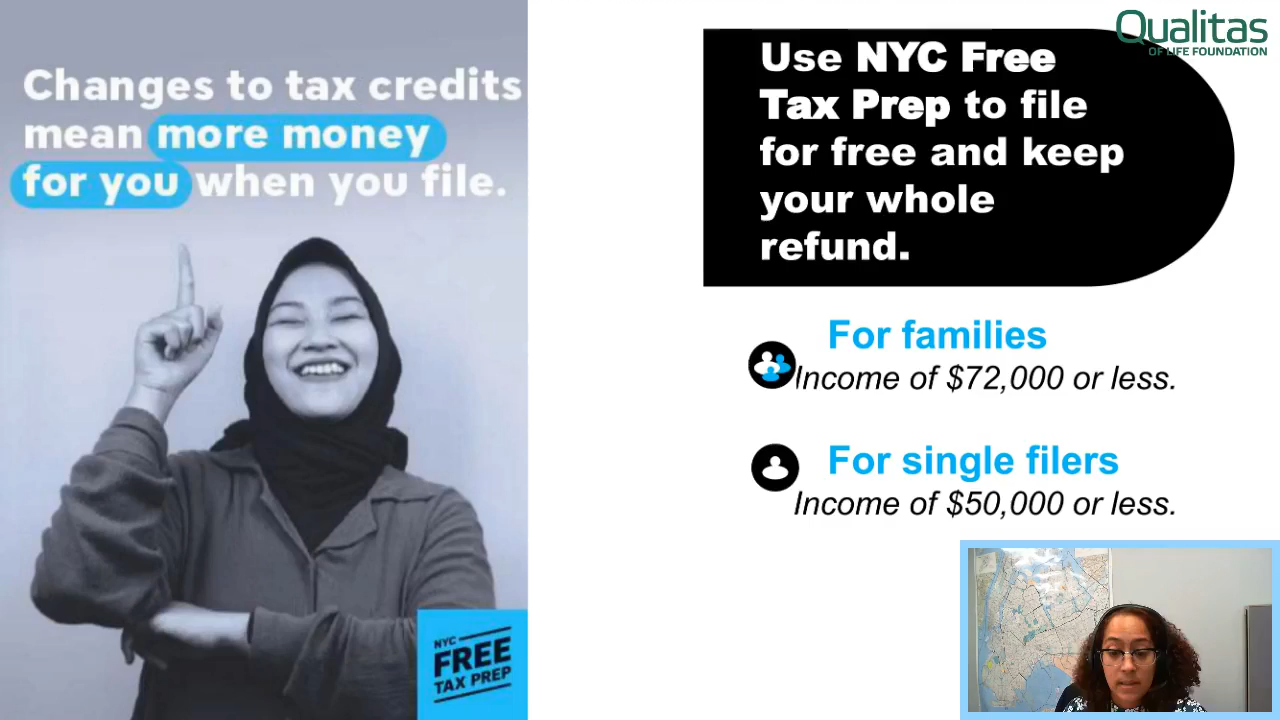 Changes to tax credits
mean more money
for you when you file.
NYC
FREE
TAX PREP
Qualitas
OF LIFE FOUNDATION
Use NYC Free
Tax Prep to file
for free and keep
your whole
refund.
For families
Income of $72,000 or less.
For single filers
Income of $50,000 or less.